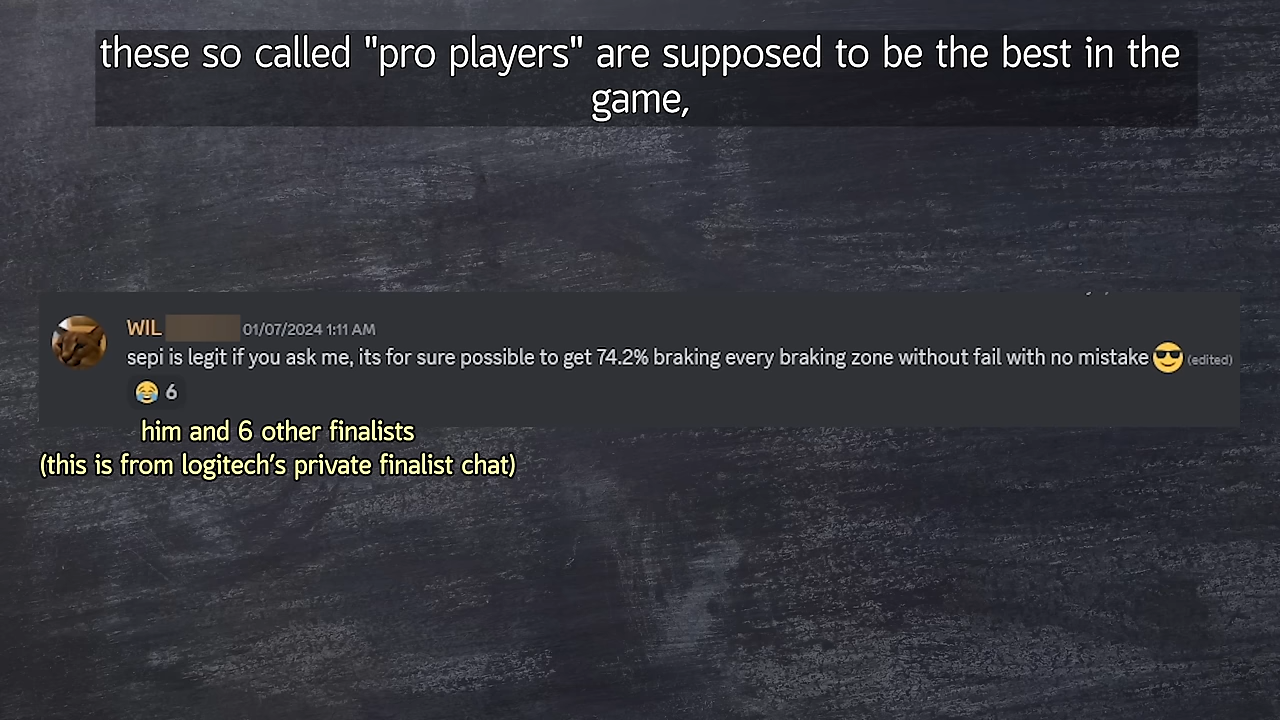 these so called "pro players" are supposed to be the best in the
game,
WIL 01/07/2024 1:11 AM
sepi is legit if you ask me, its for sure possible to get 74.2% braking every braking zone without fail with no mistake 😎 (edited)
😂 6
him and 6 other finalists
(this is from logitech's private finalist chat)